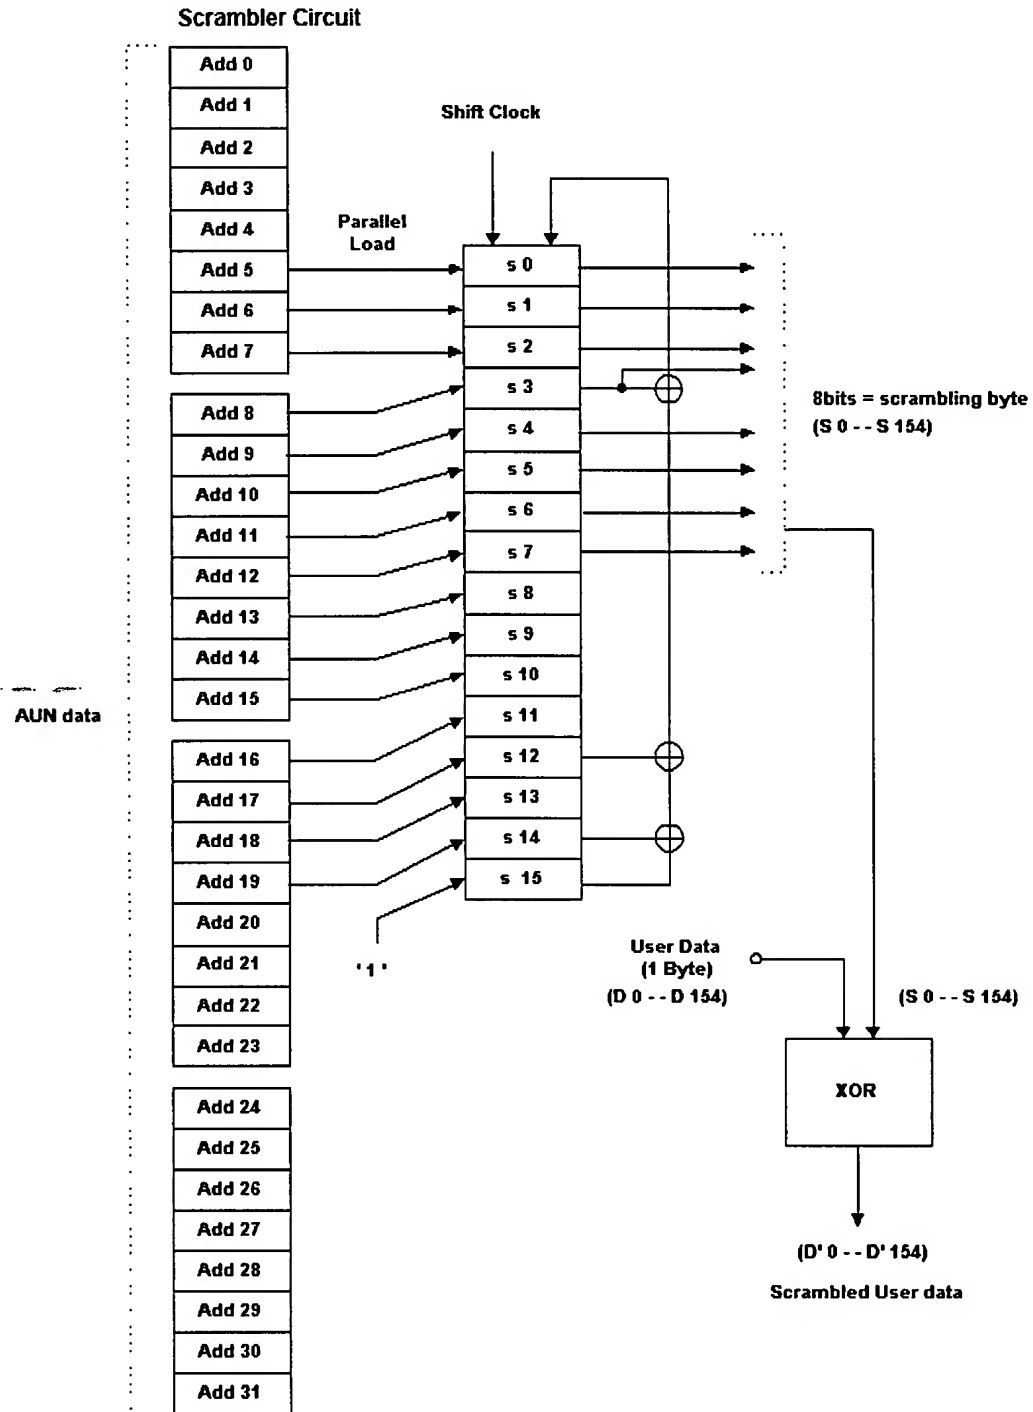 Scrambler Circuit
Add 0
Add 1
Add 2
Add 3
Add 4
Add 5
Add 6
Add 7
Add 8
Add 9
Add 10
Add 11
Add 12
Add 13
Add 14
Add 15
AUN data
Add 16
Add 17
Add 18
Add 19
Add 20
Add 21
Add 22
Add 23
Add 24
Add 25
Add 26
Add 27
Add 28
Add 29
Add 30
Add 31
Shift Clock
Parallel
Load
s 0
s 1
s 2
s 3
s 4
s 5
s 6
s 7
s 8
s 9
s 10
s 11
s 12
s 13
s 14
s 15
'1'
8bits = scrambling byte
(S 0 - - S 154)
User Data
(1 Byte)
(D 0 - - D 154)
(S 0 - - S 154)
XOR
(D' 0 - - D' 154)
Scrambled User data